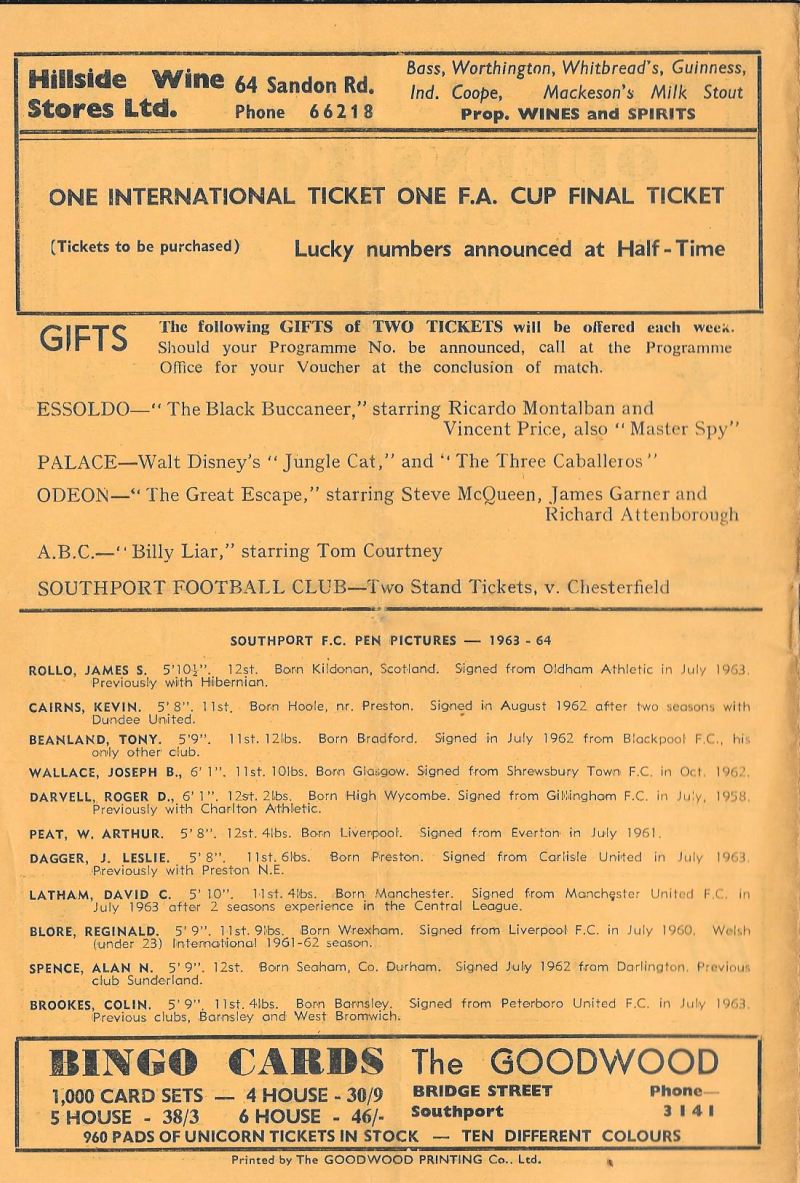 Hillside Wine Stores Ltd.
64 Sandon Rd.
Phone 66218
Bass, Worthington, Whitbread's, Guinness,
Ind. Coope, Mackeson's Milk Stout
Prop. WINES and SPIRITS
ONE INTERNATIONAL TICKET ONE F.A. CUP FINAL TICKET
(Tickets to be purchased) Lucky numbers announced at Half-Time
GIFTS
The following GIFTS of TWO TICKETS will be offered each week.
Should your Programme No. be announced, call at the Programme
Office for your Voucher at the conclusion of match.
ESSOLDO—"The Black Buccaneer," starring Ricardo Montalban and
Vincent Price, also "Master Spy"
PALACE—Walt Disney's "Jungle Cat," and "The Three Caballeros"
ODEON—"The Great Escape," starring Steve McQueen, James Garner and
Richard Attenborough
A.B.C.—"Billy Liar," starring Tom Courtney
SOUTHPORT FOOTBALL CLUB—Two Stand Tickets, v. Chesterfield
SOUTHPORT F.C. PEN PICTURES — 1963 - 64
ROLLO, JAMES S. 5'10½". 12st. Born Kildonan, Scotland. Signed from Oldham Athletic in July 1963.
Previously with Hibernian.
CAIRNS, KEVIN. 5'8". 11st. Born Hoole, nr. Preston. Signed in August 1962 after two seasons with
Dundee United.
BEANLAND, TONY. 5'9". 11st. 12lbs. Born Bradford. Signed in July 1962 from Blackpool F.C., his
only other club.
WALLACE, JOSEPH B., 6'1". 11st. 10lbs. Born Glasgow. Signed from Shrewsbury Town F.C. in Oct. 1962.
DARVELL, ROGER D., 6'1". 12st. 2lbs. Born High Wycombe. Signed from Gillingham F.C. in July, 1958.
Previously with Charlton Athletic.
PEAT, W. ARTHUR. 5'8". 12st. 4lbs. Born Liverpool. Signed from Everton in July 1961.
DAGGER, J. LESLIE. 5'8". 11st. 6lbs. Born Preston. Signed from Carlisle United in July 1963.
Previously with Preston N.E.
LATHAM, DAVID C. 5'10". 11st. 4lbs. Born Manchester. Signed from Manchester United F.C. in
July 1963 after 2 seasons experience in the Central League.
BLORE, REGINALD. 5'9". 11st. 9lbs. Born Wrexham. Signed from Liverpool F.C. in July 1960. Welsh
(under 23) International 1961-62 season.
SPENCE, ALAN N. 5'9". 12st. Born Seaham, Co. Durham. Signed July 1962 from Darlington. Previous
club Sunderland.
BROOKES, COLIN. 5'9". 11st. 4lbs. Born Barnsley. Signed from Peterboro United F.C. in July 1963.
Previous clubs, Barnsley and West Bromwich.
BINGO CARDS
1,000 CARD SETS — 4 HOUSE - 30/9
5 HOUSE - 38/3 6 HOUSE - 46/-
The GOODWOOD
BRIDGE STREET Phone—
Southport 3141
960 PADS OF UNICORN TICKETS IN STOCK — TEN DIFFERENT COLOURS
Printed by The GOODWOOD PRINTING Co., Ltd.